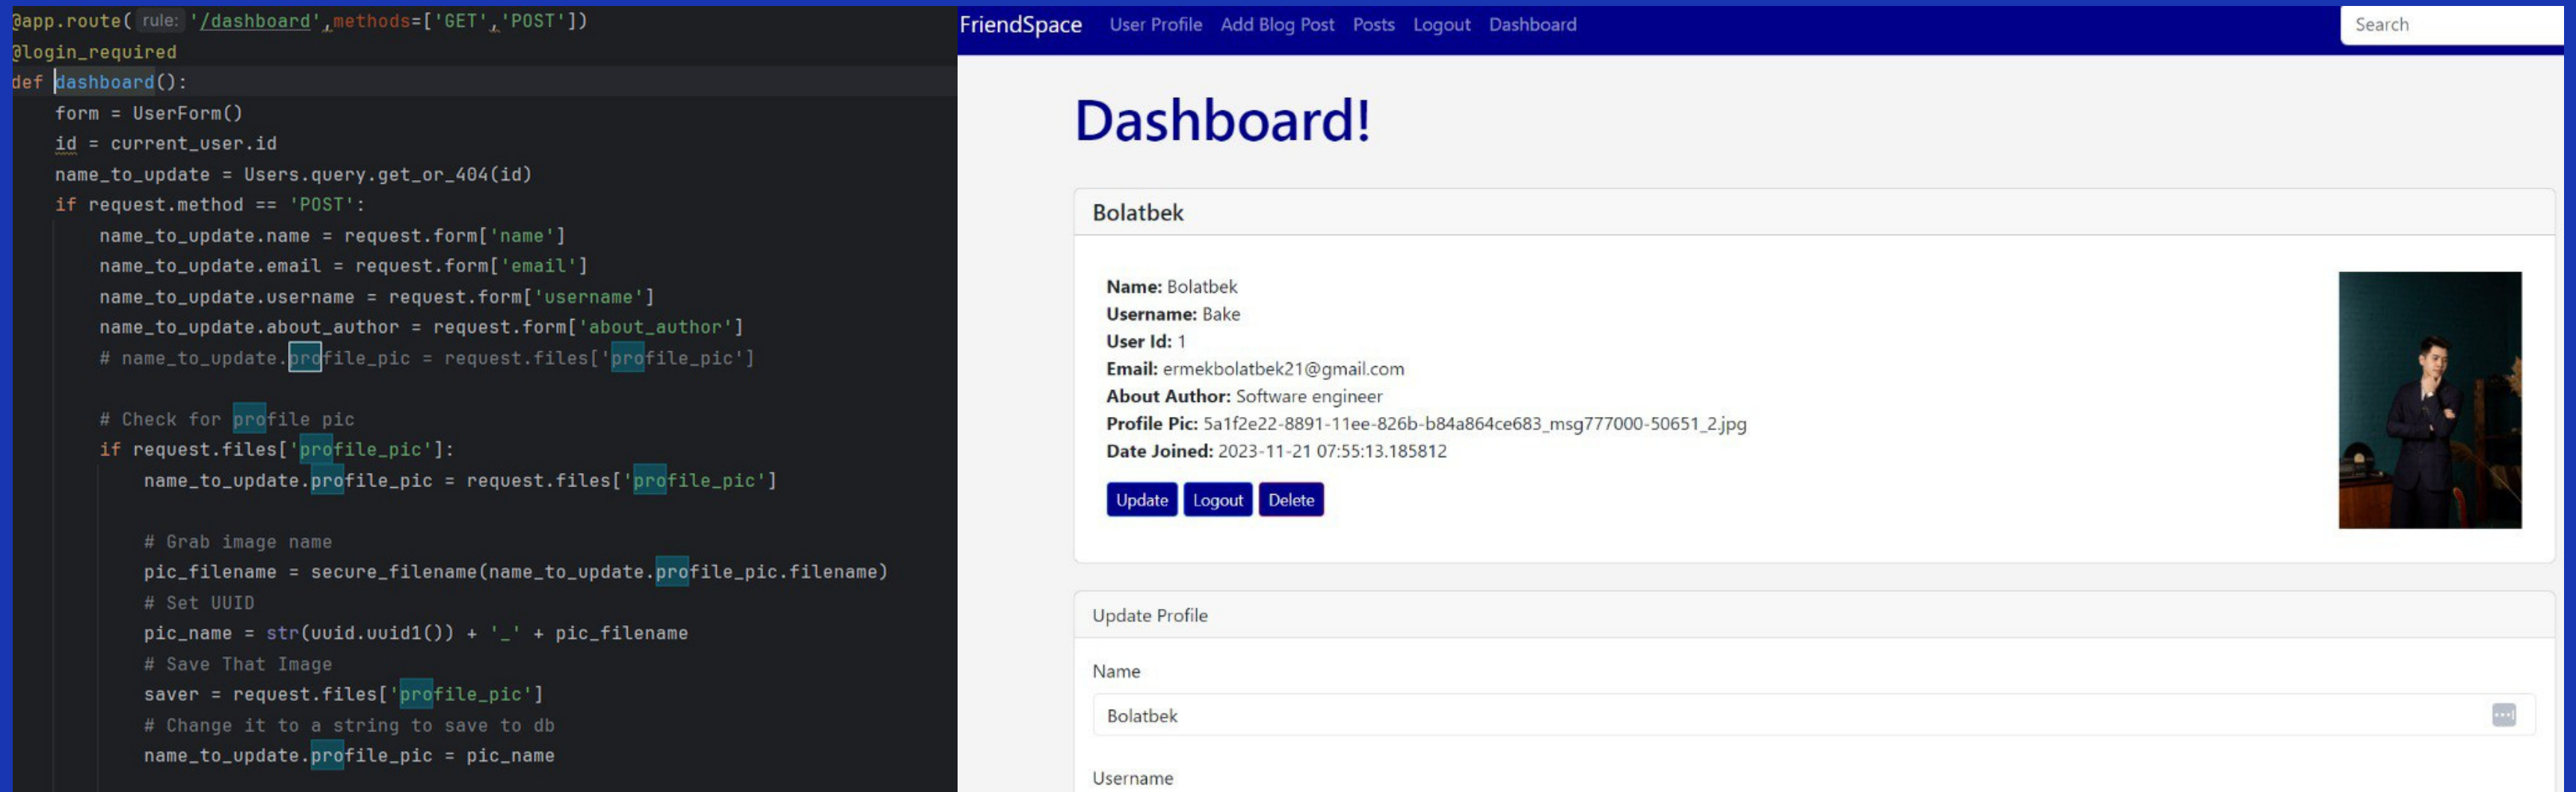 @app.route( rule: '/dashboard',methods=['GET','POST'])
@login_required
def dashboard():
form = UserForm()
id = current_user.id
name_to_update = Users.query.get_or_404(id)
if request.method == 'POST':
name_to_update.name = request.form['name']
name_to_update.email = request.form['email']
name_to_update.username = request.form['username']
name_to_update.about_author = request.form['about_author']
# name_to_update.profile_pic = request.files['profile_pic']
# Check for profile pic
if request.files['profile_pic']:
name_to_update.profile_pic = request.files['profile_pic']
# Grab image name
pic_filename = secure_filename(name_to_update.profile_pic.filename)
# Set UUID
pic_name = str(uuid.uuid1()) + '_' + pic_filename
# Save That Image
saver = request.files['profile_pic']
# Change it to a string to save to db
name_to_update.profile_pic = pic_name
FriendSpace User Profile Add Blog Post Posts Logout Dashboard Search
Dashboard!
Bolatbek
Name: Bolatbek
Username: Bake
User Id: 1
Email: ermekbolatbek21@gmail.com
About Author: Software engineer
Profile Pic: 5a1f2e22-8891-11ee-826b-b84a864ce683_msg777000-50651_2.jpg
Date Joined: 2023-11-21 07:55:13.185812
Update Logout Delete
Update Profile
Name
Bolatbek
Username